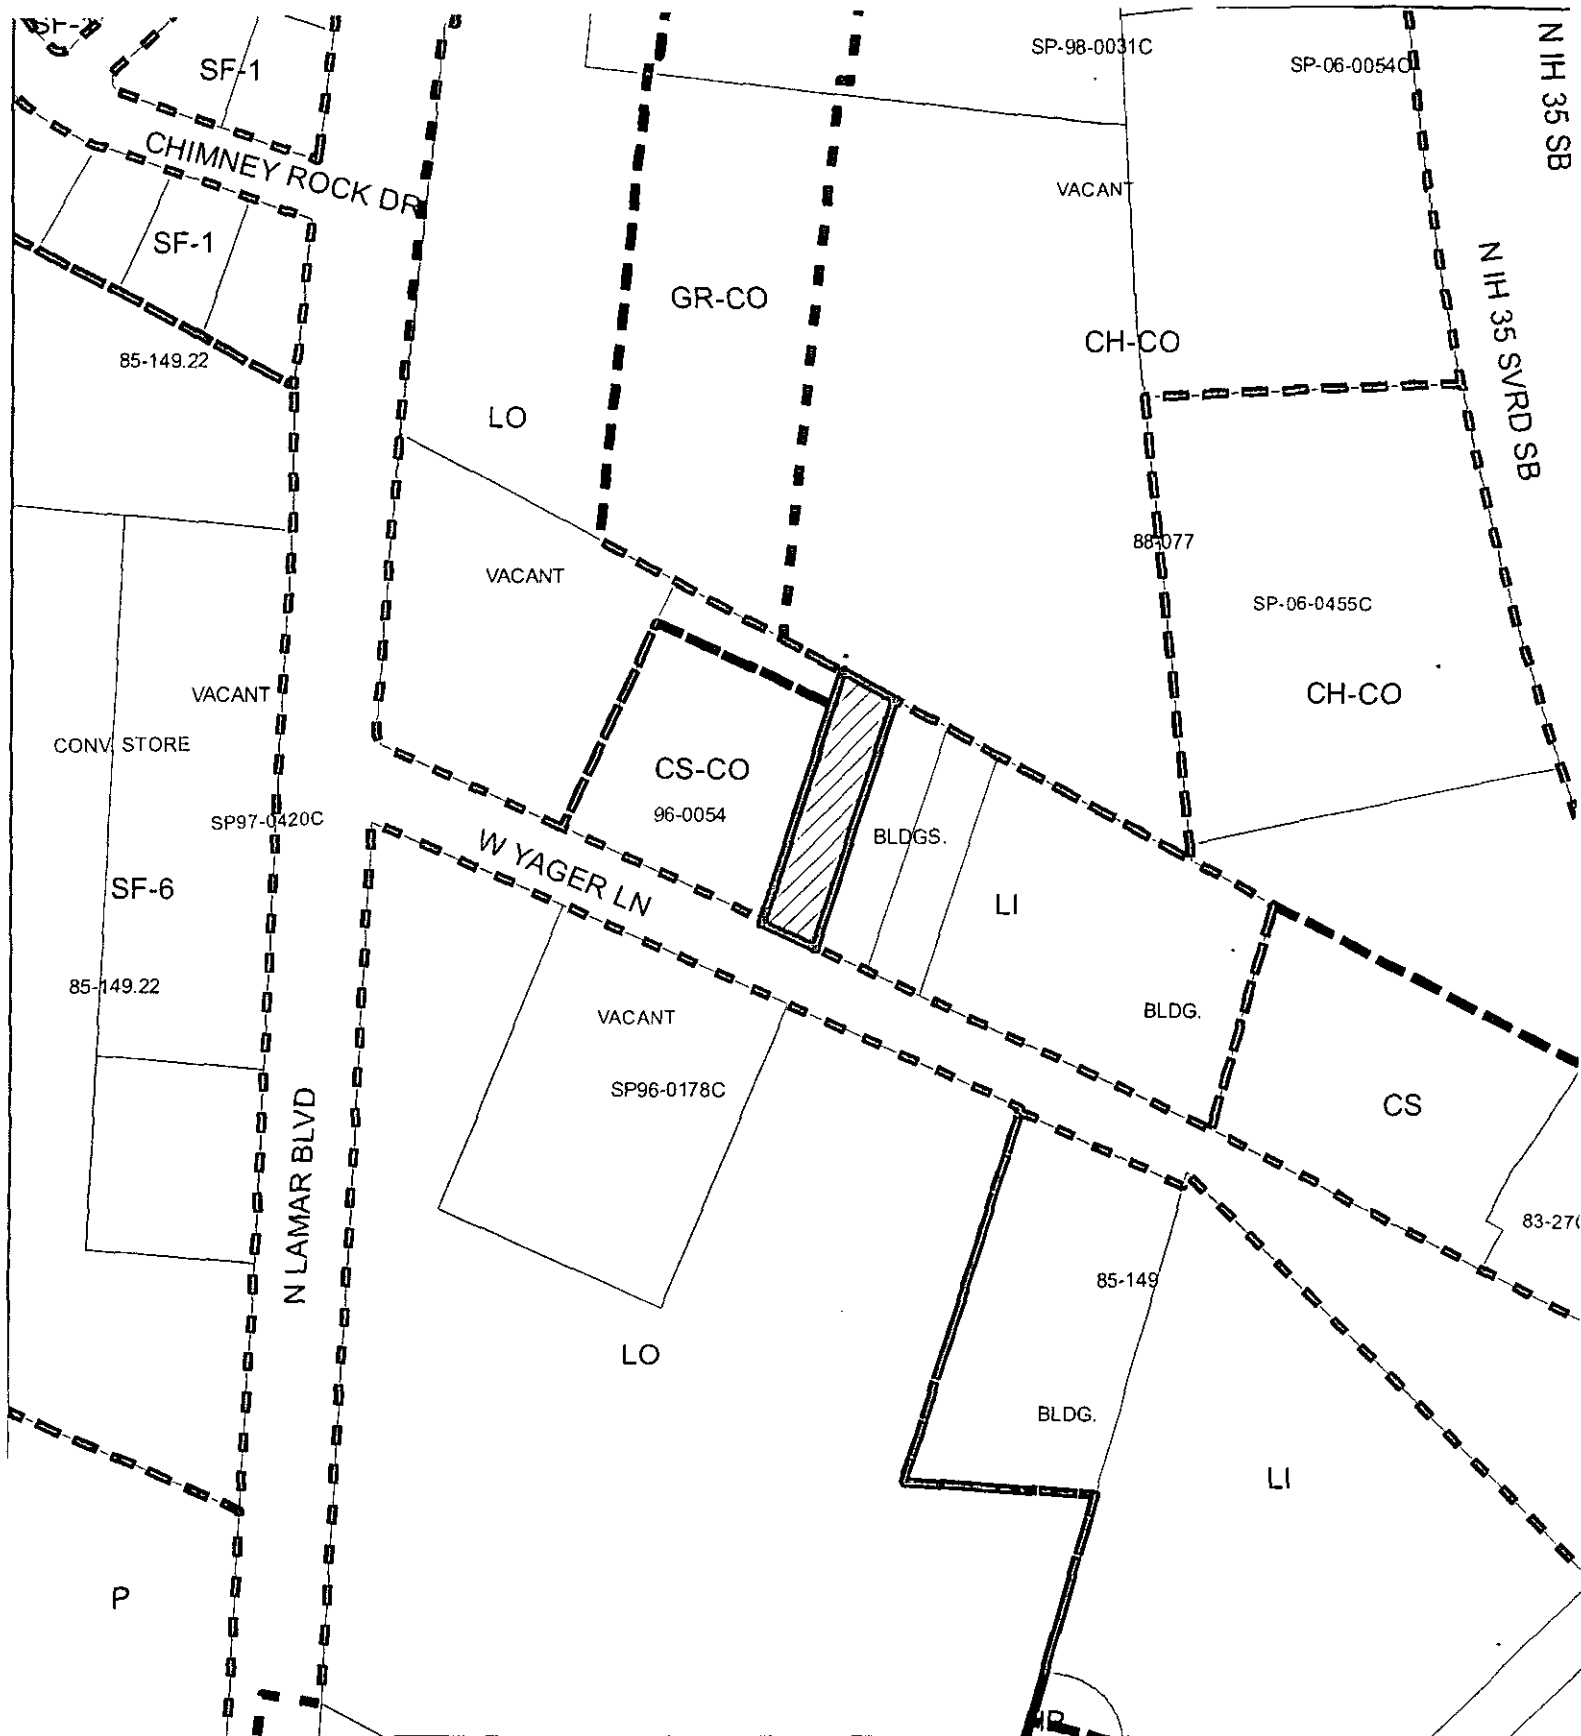 SF-1
SP-98-0031C
SP-06-0054C
N IH 35 SB
CHIMNEY ROCK DR
VACANT
SF-1
N IH 35 SVRD SB
GR-CO
CH-CO
85-149.22
LO
88-077
VACANT
SP-06-0455C
VACANT
CH-CO
CONV. STORE
CS-CO
96-0054
SP97-0420C
BLDGS.
W YAGER LN
SF-6
LI
85-149.22
VACANT
BLDG.
SP96-0178C
CS
N LAMAR BLVD
83-270
85-149
LO
BLDG.
LI
P